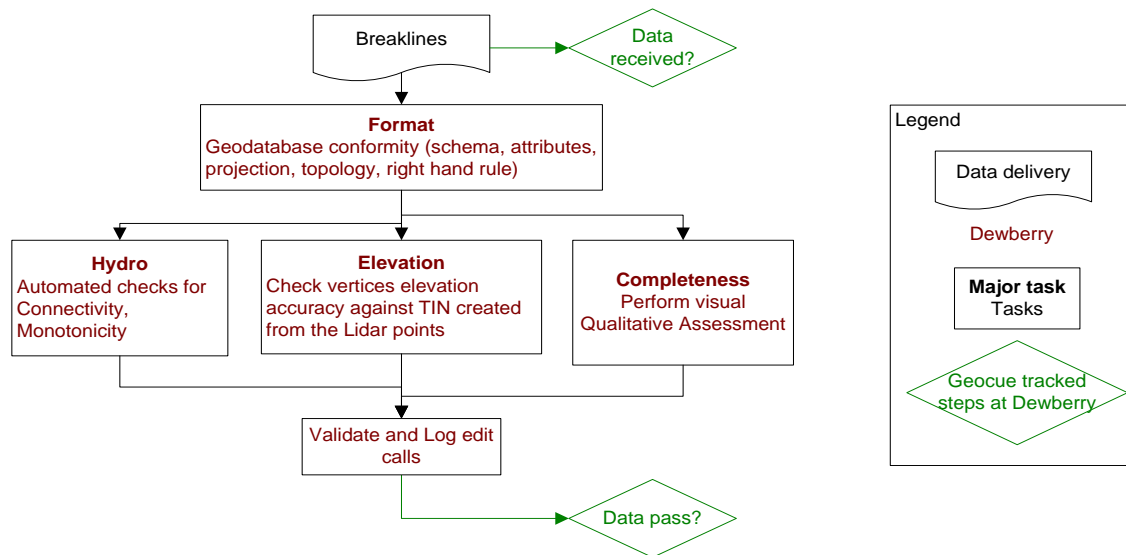 Breaklines
Data
received?
Format
Geodatabase conformity (schema, attributes,
projection, topology, right hand rule)
Hydro
Automated checks for
Connectivity,
Monotonicity
Elevation
Check vertices elevation
accuracy against TIN created
from the Lidar points
Completeness
Perform visual
Qualitative Assessment
Validate and Log edit
calls
Data pass?
Legend
Data delivery
Dewberry
Major task
Tasks
Geocue tracked
steps at Dewberry